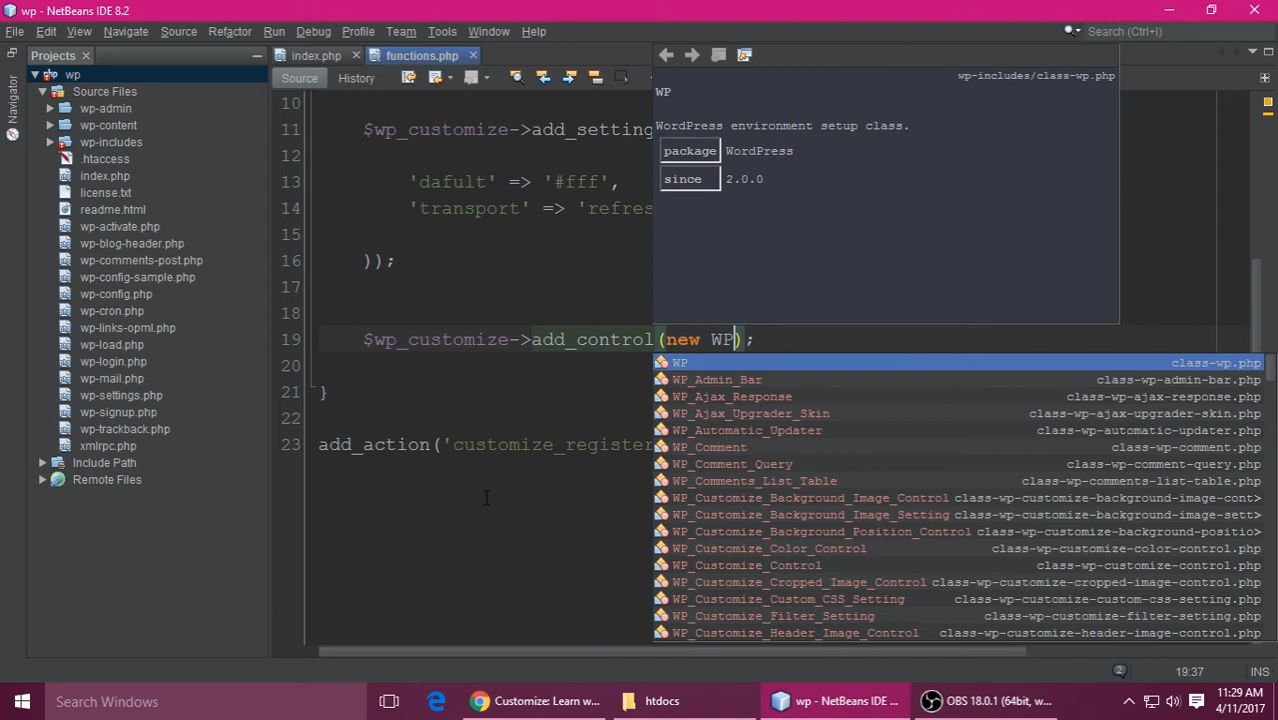 wp - NetBeans IDE 8.2
File Edit View Navigate Source Refactor Run Debug Profile Team Tools Window Help
Search (Ctrl+I)
Projects
index.php
functions.php
Navigator
Source
History
wp
Source Files
wp-admin
wp-content
wp-includes
.htaccess
index.php
license.txt
readme.html
wp-activate.php
wp-blog-header.php
wp-comments-post.php
wp-config-sample.php
wp-config.php
wp-cron.php
wp-links-opml.php
wp-load.php
wp-login.php
wp-mail.php
wp-settings.php
wp-signup.php
wp-trackback.php
xmlrpc.php
Include Path
Remote Files
10
11 $wp_customize->add_setting
12
13 'dafult' => '#fff',
14 'transport' => 'refres
15
16 ));
17
18
19 $wp_customize->add_control(new WP);
20
21 }
22
23 add_action('customize_register
wp-includes/class-wp.php
WP
WordPress environment setup class.
package WordPress
since 2.0.0
WP class-wp.php
WP_Admin_Bar class-wp-admin-bar.php
WP_Ajax_Response class-wp-ajax-response.php
WP_Ajax_Upgrader_Skin class-wp-ajax-upgrader-skin.php
WP_Automatic_Updater class-wp-automatic-updater.php
WP_Comment class-wp-comment.php
WP_Comment_Query class-wp-comment-query.php
WP_Comments_List_Table class-wp-comments-list-table.php
WP_Customize_Background_Image_Control class-wp-customize-background-image-cont>
WP_Customize_Background_Image_Setting class-wp-customize-background-image-sett>
WP_Customize_Background_Position_Control class-wp-customize-background-positio>
WP_Customize_Color_Control class-wp-customize-color-control.php
WP_Customize_Control class-wp-customize-control.php
WP_Customize_Cropped_Image_Control class-wp-customize-cropped-image-control.php
WP_Customize_Custom_CSS_Setting class-wp-customize-custom-css-setting.php
WP_Customize_Filter_Setting class-wp-customize-filter-setting.php
WP_Customize_Header_Image_Control class-wp-customize-header-image-control.php
2
19:37
INS
Search Windows
Customize: Learn w...
htdocs
wp - NetBeans IDE ...
OBS 18.0.1 (64bit, w...
11:29 AM
4/11/2017